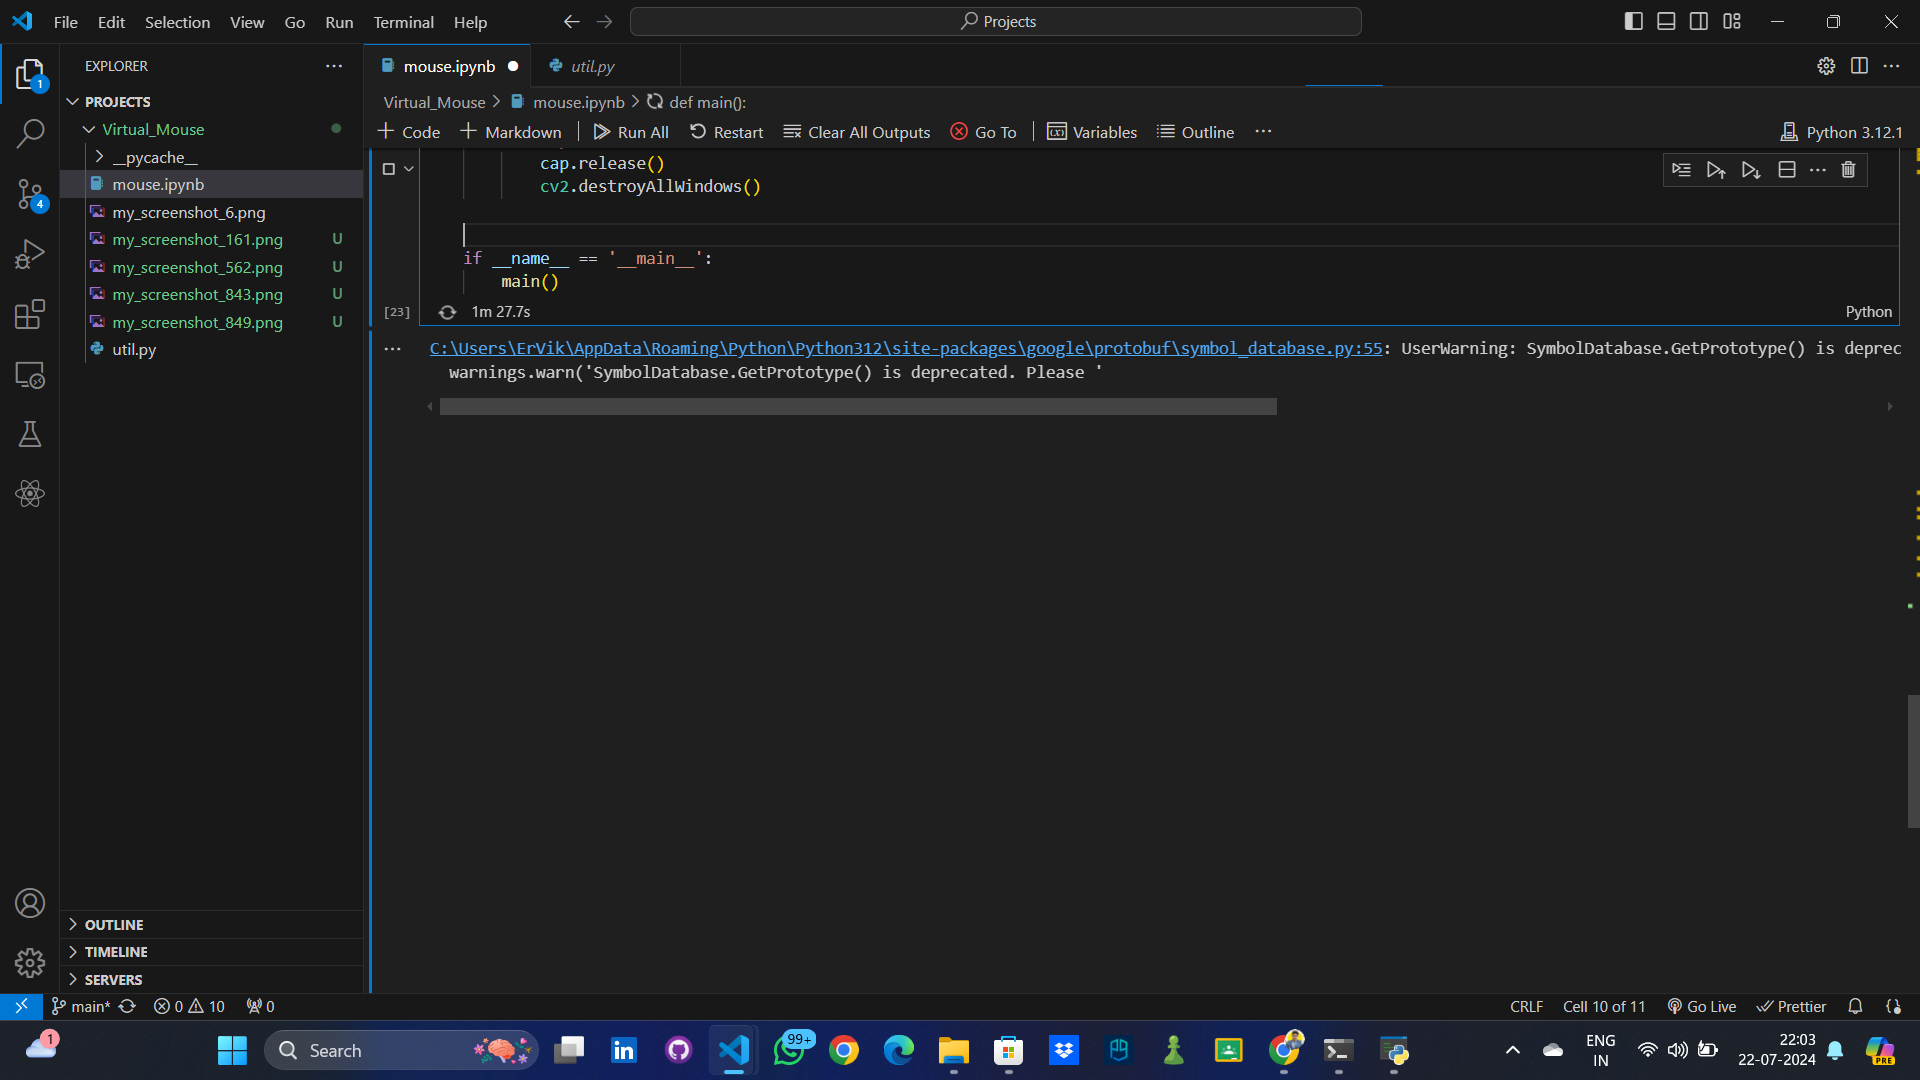 File Edit Selection View Go Run Terminal Help
Projects
EXPLORER
mouse.ipynb
util.py
PROJECTS
Virtual_Mouse
__pycache__
mouse.ipynb
my_screenshot_6.png
my_screenshot_161.png U
my_screenshot_562.png U
my_screenshot_843.png U
my_screenshot_849.png U
util.py
OUTLINE
TIMELINE
SERVERS
1
4
Virtual_Mouse > mouse.ipynb > def main():
Code Markdown Run All Restart Clear All Outputs Go To Variables Outline ... Python 3.12.1
cap.release()
cv2.destroyAllWindows()
if __name__ == '__main__':
main()
[23] 1m 27.7s Python
C:\Users\ErVik\AppData\Roaming\Python\Python312\site-packages\google\protobuf\symbol_database.py:55: UserWarning: SymbolDatabase.GetPrototype() is deprec
warnings.warn('SymbolDatabase.GetPrototype() is deprecated. Please '
main* 0 10 0 CRLF Cell 10 of 11 Go Live Prettier
1 Search 99+ ENG 22:03
IN 22-07-2024 PRE